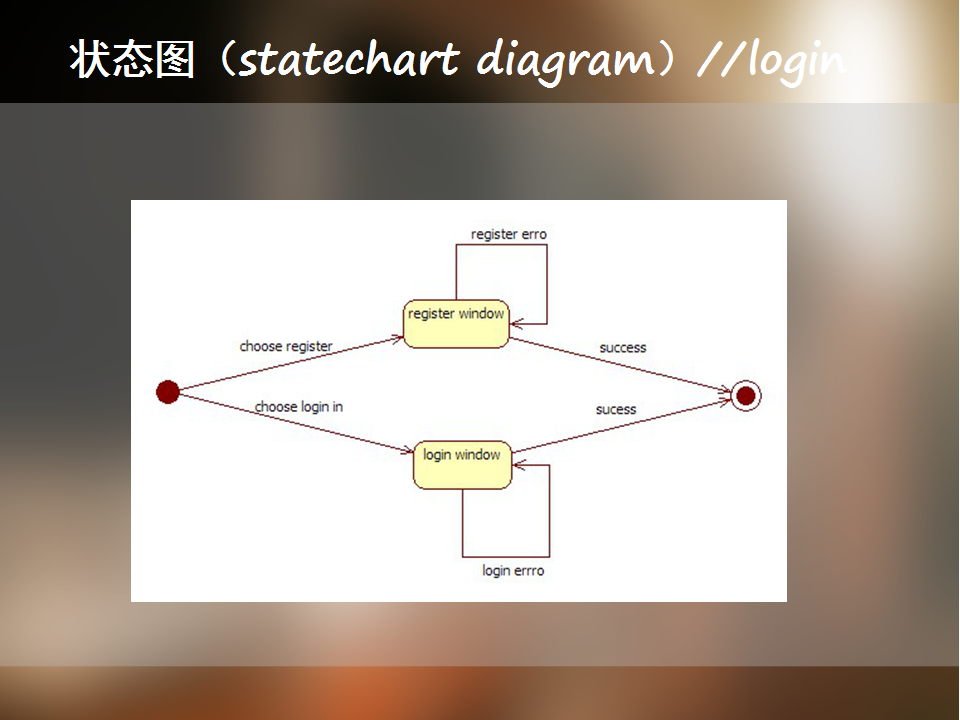 状态图（statechart diagram）//login
register erro
register window
choose register
success
choose login in
sucess
login window
login errro